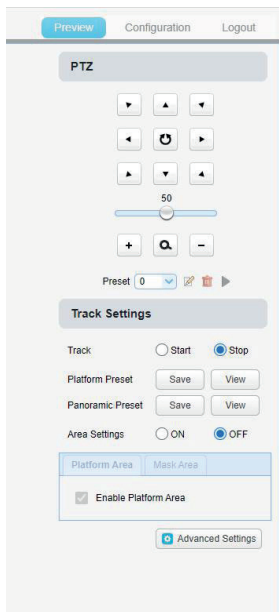 Preview Configuration Logout
PTZ
50
+ −
Preset 0
Track Settings
Track Start Stop
Platform Preset Save View
Panoramic Preset Save View
Area Settings ON OFF
Platform Area Mask Area
Enable Platform Area
Advanced Settings